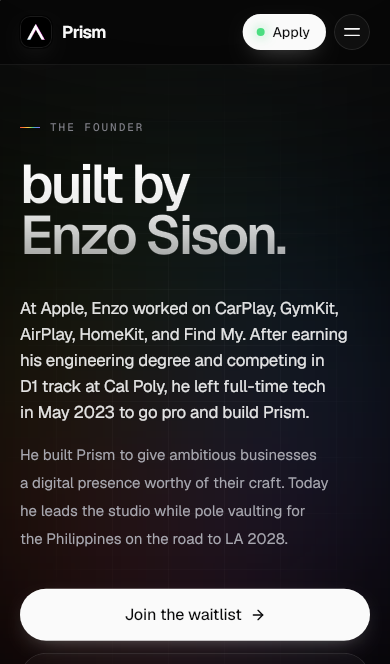 Prism
Apply
THE FOUNDER
built by
Enzo Sison.
At Apple, Enzo worked on CarPlay, GymKit,
AirPlay, HomeKit, and Find My. After earning
his engineering degree and competing in
D1 track at Cal Poly, he left full-time tech
in May 2023 to go pro and build Prism.
He built Prism to give ambitious businesses
a digital presence worthy of their craft. Today
he leads the studio while pole vaulting for
the Philippines on the road to LA 2028.
Join the waitlist →